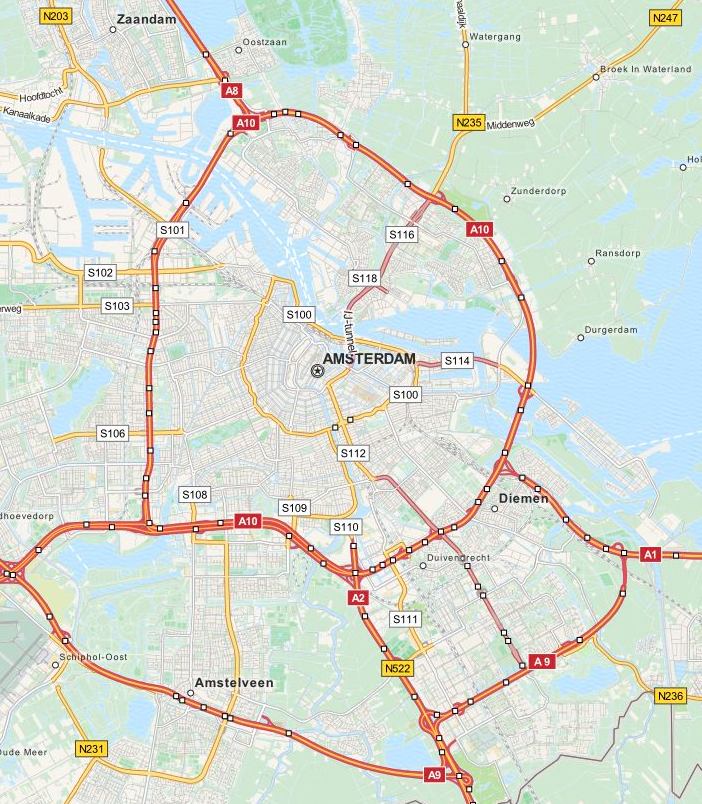 N203
Zaandam
N247
Oostzaan
Watergang
Broek In Waterland
Hoofdtocht
A8
Kanaalkade
A10
N235
Middenweg
Zunderdorp
S101
S116
A10
Ransdorp
S102
S118
S103
S100
IJ-tunnel
Durgerdam
AMSTERDAM
S114
S100
S106
S112
S108
Diemen
S109
A10
S110
A1
Duivendrecht
A2
S111
Schiphol-Oost
A 9
N522
Amstelveen
N236
N231
A9